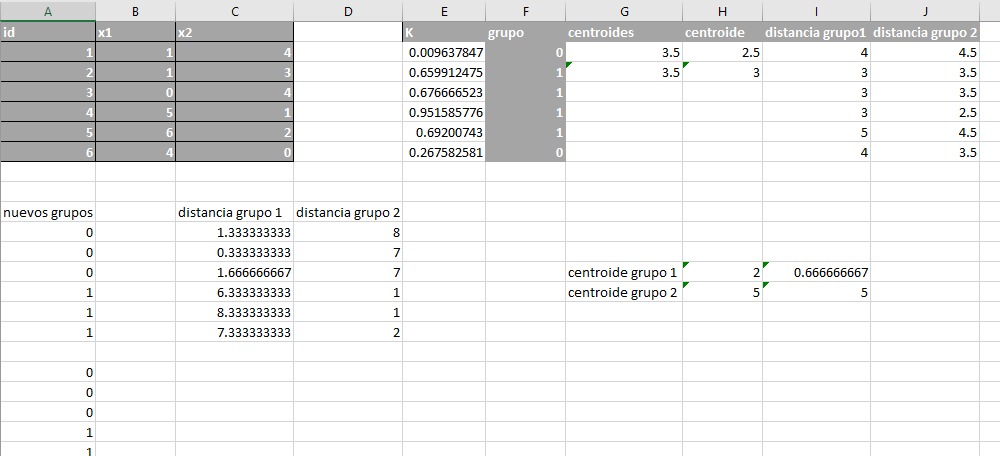 A B C D E F G H I J
id x1 x2 K grupo centroides centroide distancia grupo1 distancia grupo 2
1 1 4 0.009637847 0 3.5 2.5 4 4.5
2 1 3 0.659912475 1 3.5 3 3 3.5
3 0 4 0.676666523 1 3 3.5
4 5 1 0.951585776 1 3 2.5
5 6 2 0.69200743 1 5 4.5
6 4 0 0.267582581 0 4 3.5
nuevos grupos distancia grupo 1 distancia grupo 2
0 1.333333333 8
0 0.333333333 7
0 1.666666667 7 centroide grupo 1 2 0.666666667
1 6.333333333 1 centroide grupo 2 5 5
1 8.333333333 1
1 7.333333333 2
0
0
0
1
1